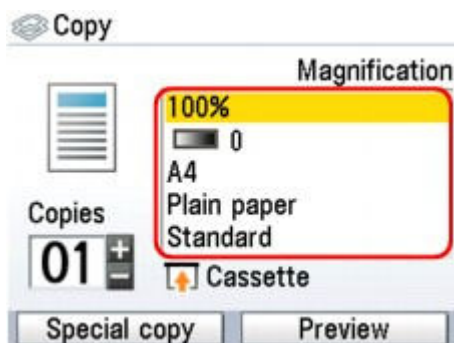 Copy
Magnification
100%
0
A4
Plain paper
Standard
Copies
01
+
-
Cassette
Special copy
Preview